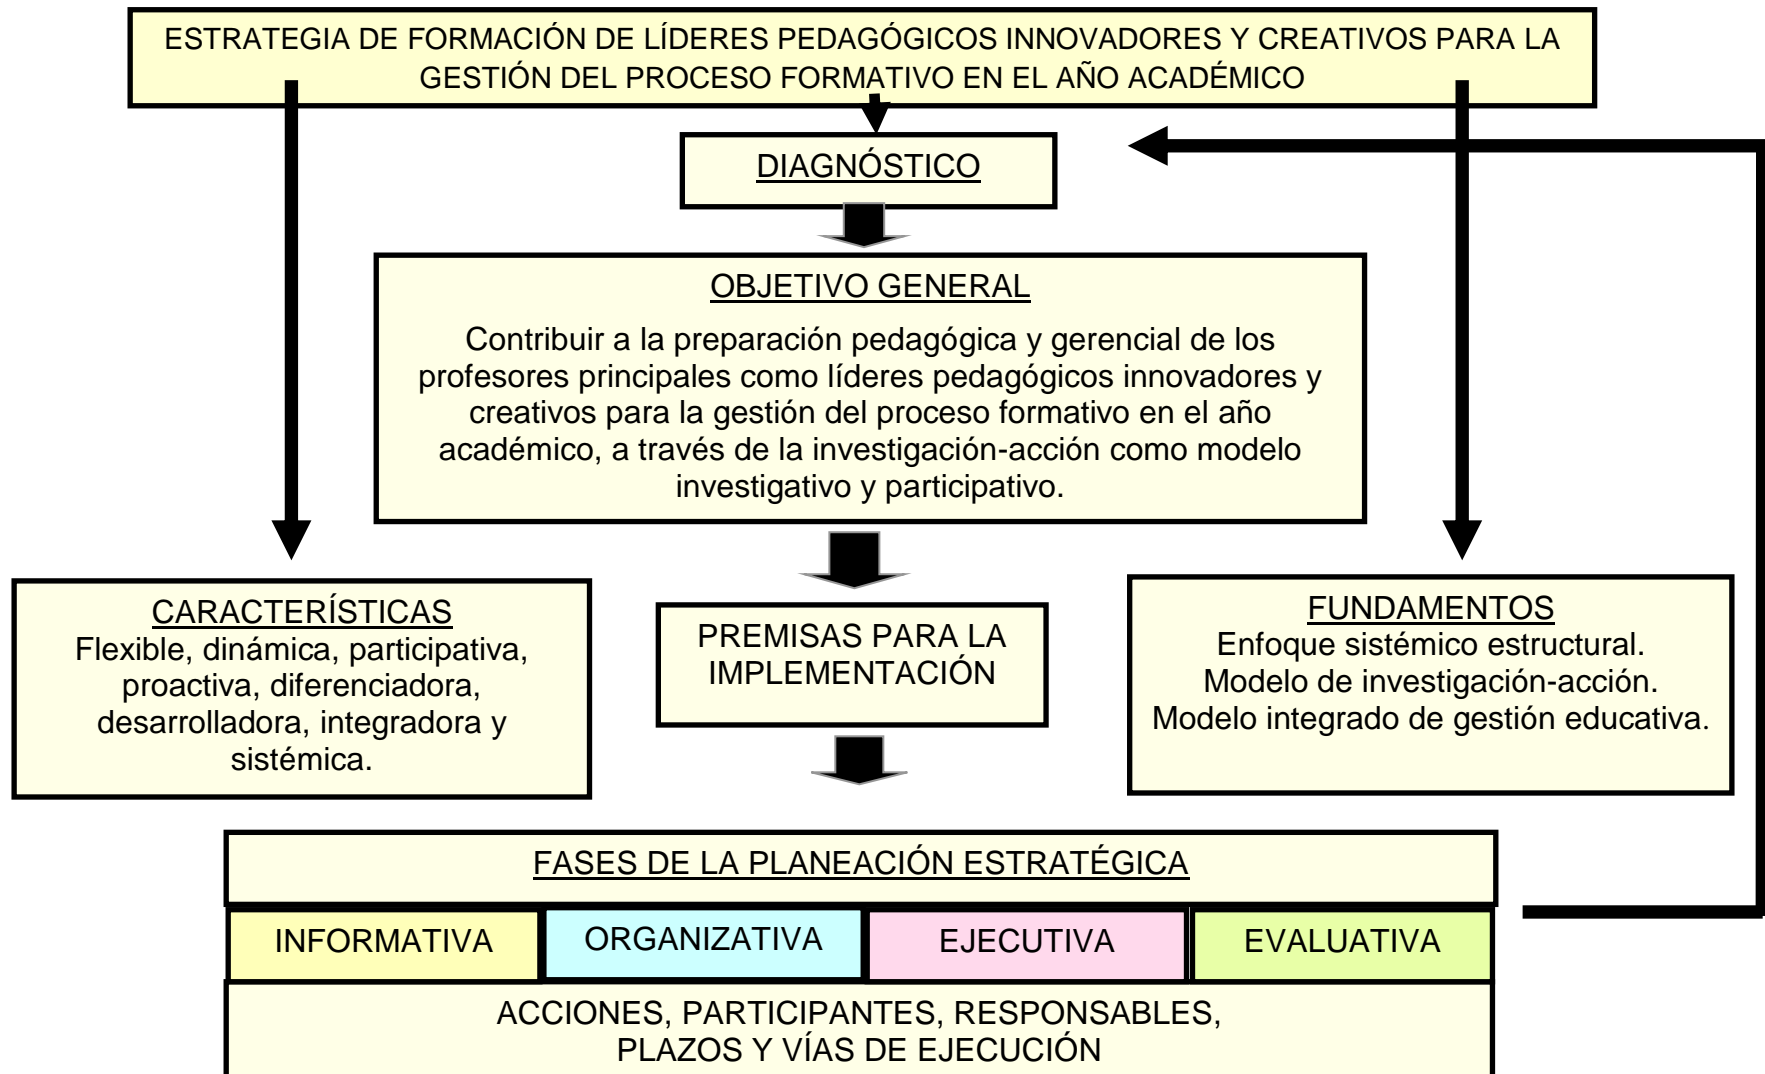 ESTRATEGIA DE FORMACIÓN DE LÍDERES PEDAGÓGICOS INNOVADORES Y CREATIVOS PARA LA
GESTIÓN DEL PROCESO FORMATIVO EN EL AÑO ACADÉMICO
DIAGNÓSTICO
OBJETIVO GENERAL
Contribuir a la preparación pedagógica y gerencial de los
profesores principales como líderes pedagógicos innovadores y
creativos para la gestión del proceso formativo en el año
académico, a través de la investigación-acción como modelo
investigativo y participativo.
CARACTERÍSTICAS
Flexible, dinámica, participativa,
proactiva, diferenciadora,
desarrolladora, integradora y
sistémica.
PREMISAS PARA LA
IMPLEMENTACIÓN
FUNDAMENTOS
Enfoque sistémico estructural.
Modelo de investigación-acción.
Modelo integrado de gestión educativa.
FASES DE LA PLANEACIÓN ESTRATÉGICA
INFORMATIVA
ORGANIZATIVA
EJECUTIVA
EVALUATIVA
ACCIONES, PARTICIPANTES, RESPONSABLES,
PLAZOS Y VÍAS DE EJECUCIÓN